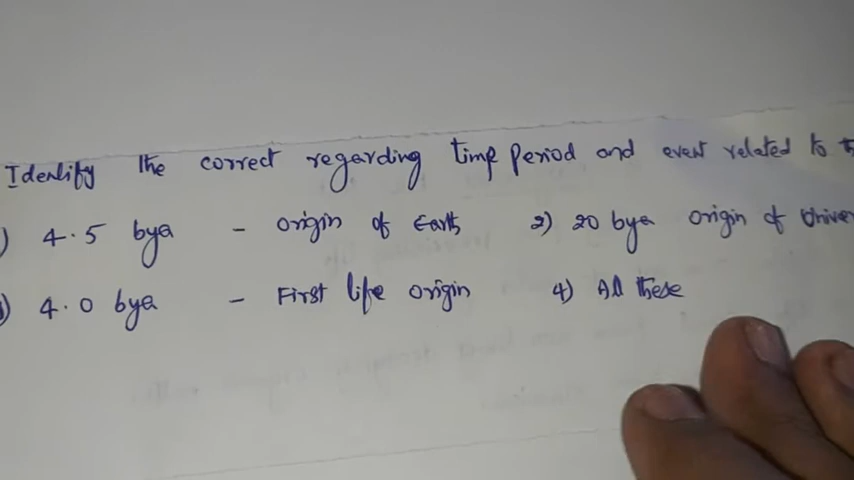 Identify the correct regarding time period and event related to
) 4.5 bya - origin of Earth 2) 20 bya origin of
) 4.0 bya - First life origin 4) All these